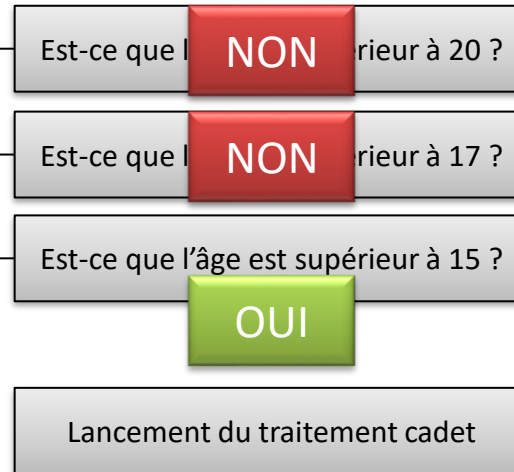 Est-ce que l NON rieur à 20 ?
Est-ce que l NON rieur à 17 ?
Est-ce que l'âge est supérieur à 15 ?
OUI
Lancement du traitement cadet